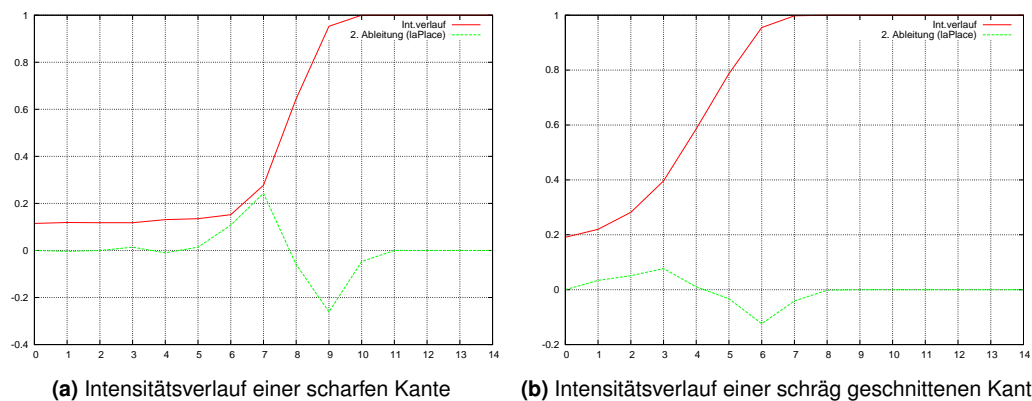 1
0.8
0.6
0.4
0.2
0
-0.2
-0.4
0 1 2 3 4 5 6 7 8 9 10 11 12 13 14
Int.verlauf
2. Ableitung (laPlace)
(a) Intensitätsverlauf einer scharfen Kante
1
0.8
0.6
0.4
0.2
0
-0.2
0 1 2 3 4 5 6 7 8 9 10 11 12 13 14
Int.verlauf
2. Ableitung (laPlace)
(b) Intensitätsverlauf einer schräg geschnittenen Kant